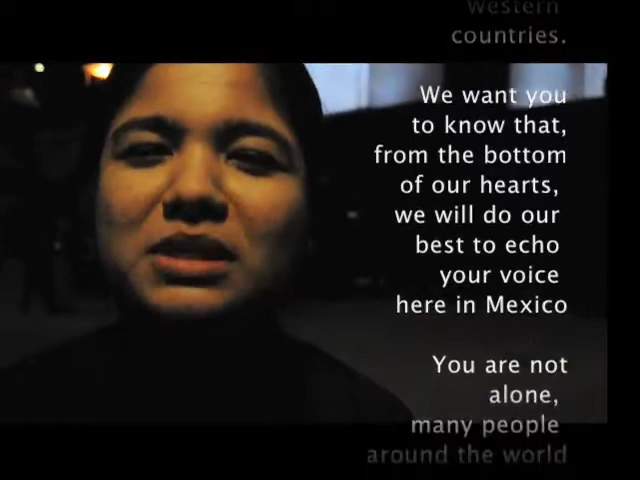 western
countries.
We want you
to know that,
from the bottom
of our hearts,
we will do our
best to echo
your voice
here in Mexico
You are not
alone,
many people
around the world